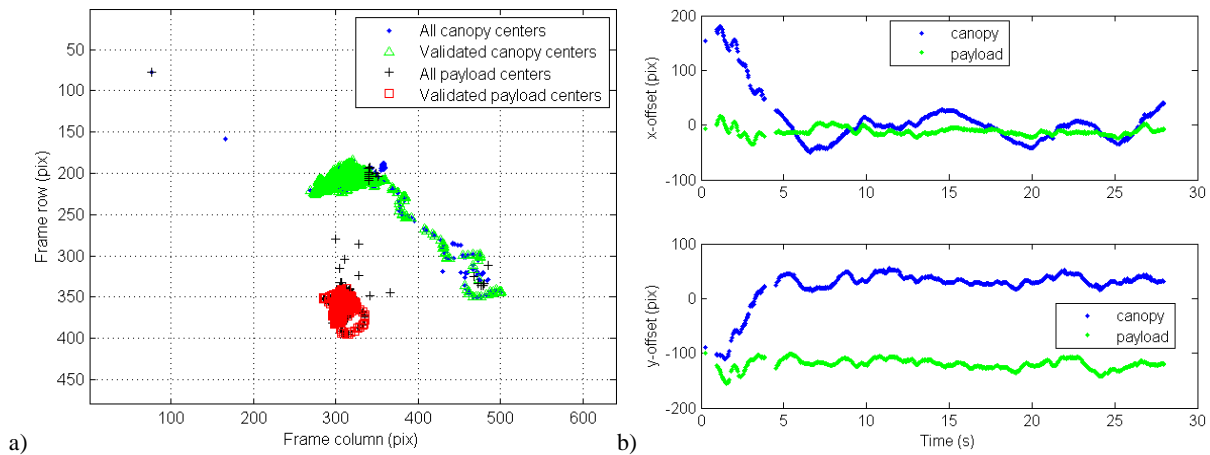 50
100
150
200
250
300
350
400
450
Frame row (pix)
100
200
300
400
500
600
Frame column (pix)
All canopy centers
Validated canopy centers
All payload centers
Validated payload centers
a)
200
100
0
-100
x-offset (pix)
0
5
10
15
20
25
30
canopy
payload
100
0
-100
-200
y-offset (pix)
0
5
10
15
20
25
30
Time (s)
canopy
payload
b)